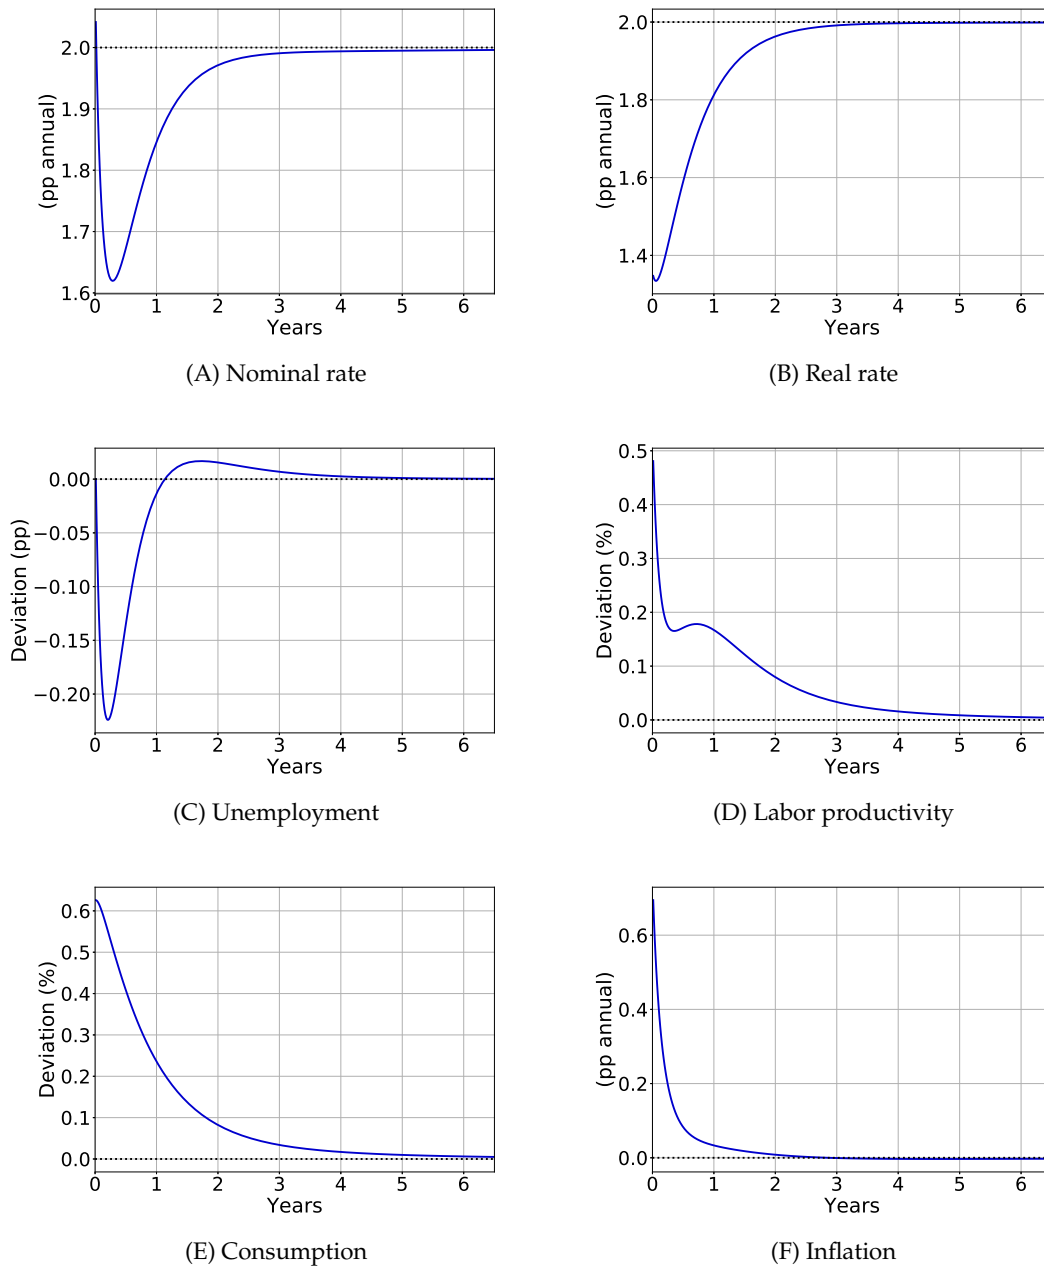 2.0
1.9
1.8
1.7
1.6
(pp annual)
0 1 2 3 4 5 6
Years
(A) Nominal rate
2.0
1.8
1.6
1.4
(pp annual)
0 1 2 3 4 5 6
Years
(B) Real rate
0.00
−0.05
−0.10
−0.15
−0.20
Deviation (pp)
0 1 2 3 4 5 6
Years
(C) Unemployment
0.5
0.4
0.3
0.2
0.1
0.0
Deviation (%)
0 1 2 3 4 5 6
Years
(D) Labor productivity
0.6
0.5
0.4
0.3
0.2
0.1
0.0
Deviation (%)
0 1 2 3 4 5 6
Years
(E) Consumption
0.6
0.4
0.2
0.0
(pp annual)
0 1 2 3 4 5 6
Years
(F) Inflation